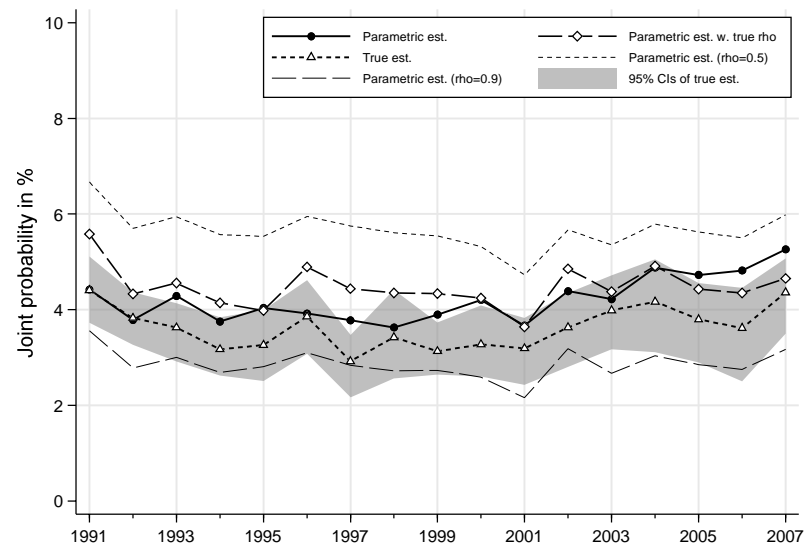 10
8
6
4
2
0
Joint probability in %
Parametric est.
True est.
Parametric est. (rho=0.9)
Parametric est. w. true rho
Parametric est. (rho=0.5)
95% CIs of true est.
1991 1993 1995 1997 1999 2001 2003 2005 2007